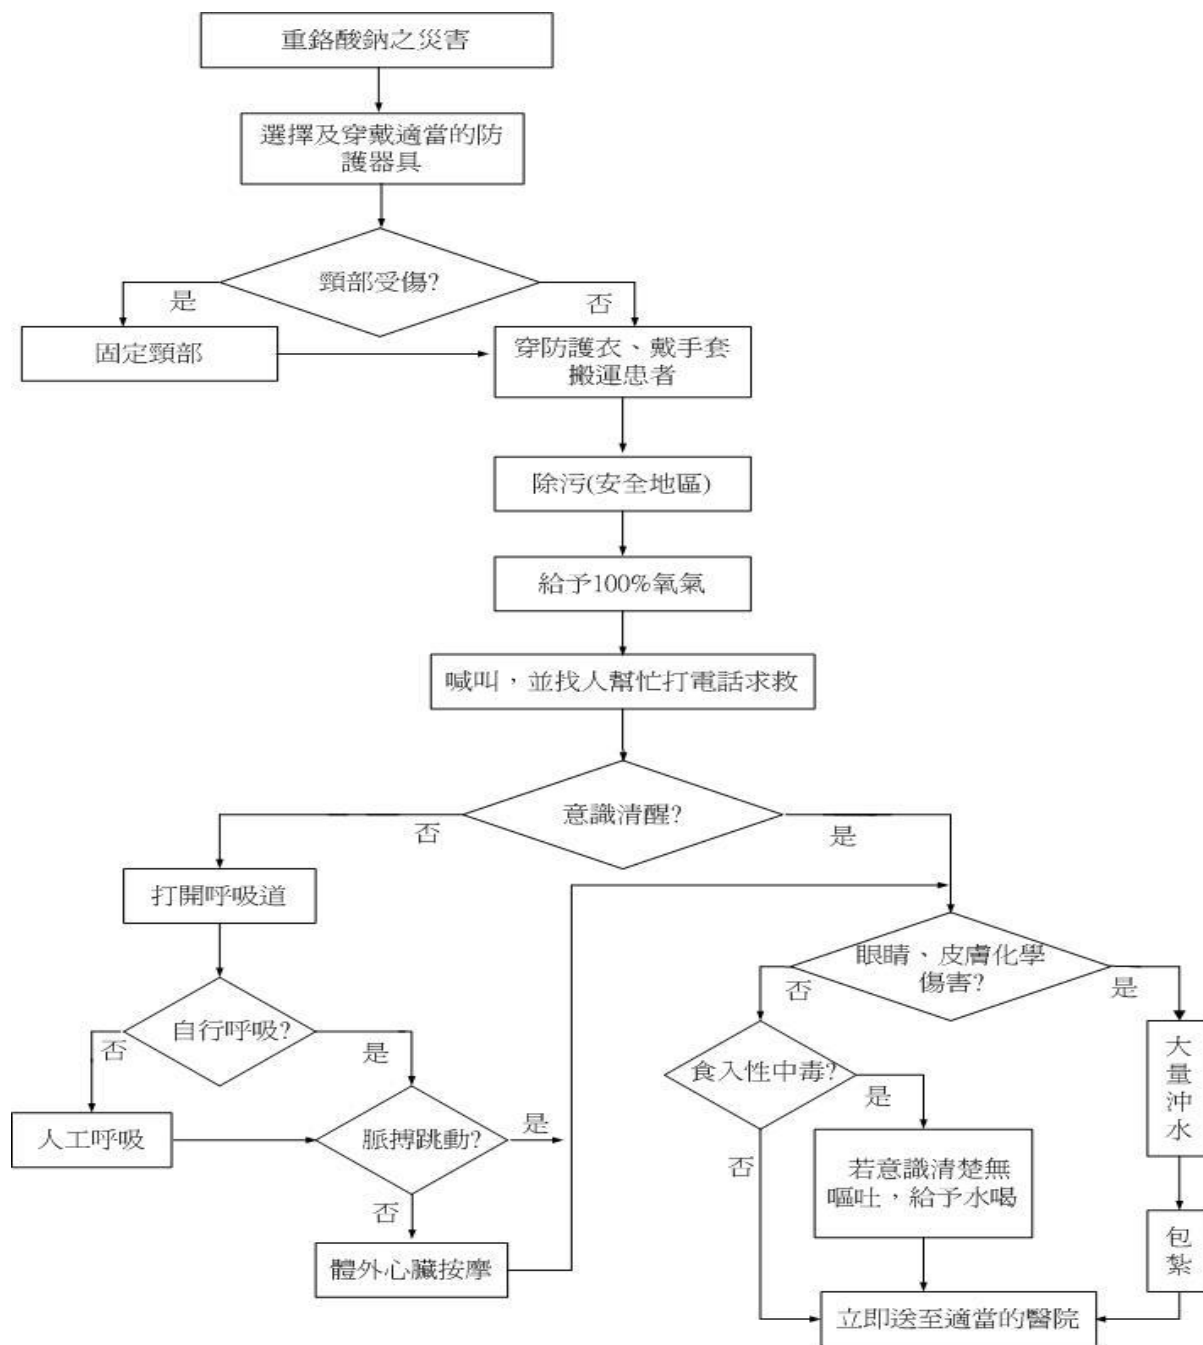 重鉻酸鈉之災害
選擇及穿戴適當的防
護器具
頸部受傷?
是
否
固定頸部
穿防護衣、戴手套
搬運患者
除污(安全地區)
給予100%氧氣
喊叫，並找人幫忙打電話求救
意識清醒?
否
是
打開呼吸道
眼睛、皮膚化學
傷害?
否
是
自行呼吸?
否
是
食入性中毒?
是
否
大
量
沖
水
人工呼吸
脈搏跳動?
是
否
若意識清楚無
嘔吐，給予水喝
包
紮
體外心臟按摩
立即送至適當的醫院